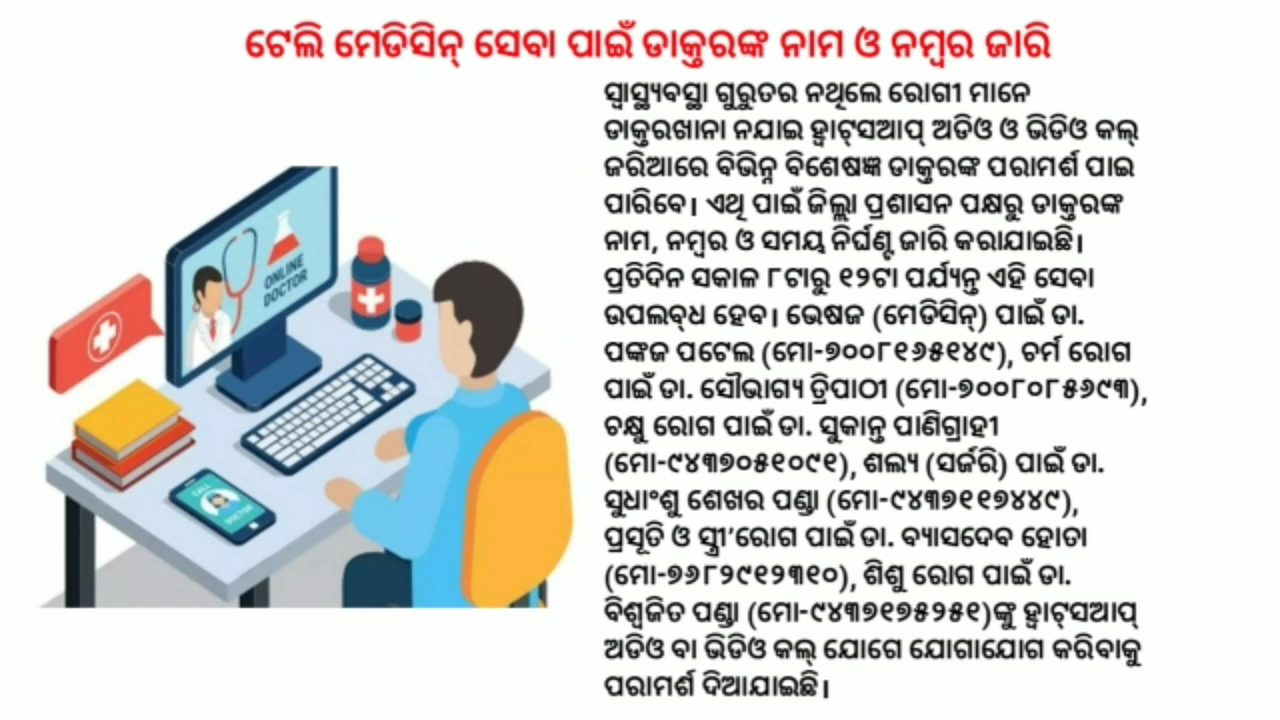 ଟେଲି ମେଡିସିନ୍ ସେବା ପାଇଁ ଡାକ୍ତରଙ୍କ ନାମ ଓ ନମ୍ବର ଜାରି
ସ୍ୱାସ୍ଥ୍ୟବସ୍ଥା ଗୁରୁତର ନଥିଲେ ରୋଗୀ ମାନେ
ଡାକ୍ତରଖାନା ନଯାଇ ହ୍ୱାଟ୍‌ସଆପ୍ ଅଡିଓ ଓ ଭିଡିଓ କଲ୍
ଜରିଆରେ ବିଭିନ୍ନ ବିଶେଷଜ୍ଞ ଡାକ୍ତରଙ୍କ ପରାମର୍ଶ ପାଇ
ପାରିବେ। ଏଥି ପାଇଁ ଜିଲ୍ଲା ପ୍ରଶାସନ ପକ୍ଷରୁ ଡାକ୍ତରଙ୍କ
ନାମ, ନମ୍ବର ଓ ସମୟ ନିର୍ଘଣ୍ଟ ଜାରି କରାଯାଇଛି।
ପ୍ରତିଦିନ ସକାଳ ୮ଟାରୁ ୧୨ଟା ପର୍ଯ୍ୟନ୍ତ ଏହି ସେବା
ଉପଲବ୍ଧ ହେବ। ଭେଷଜ (ମେଡିସିନ୍) ପାଇଁ ଡା.
ପଙ୍କଜ ପଟେଲ (ମୋ-୭୦୦୮୧୬୫୧୪୯), ଚର୍ମ ରୋଗ
ପାଇଁ ଡା. ସୌଭାଗ୍ୟ ତ୍ରିପାଠୀ (ମୋ-୭୦୦୮୦୮୫୬୯୩),
ଚକ୍ଷୁ ରୋଗ ପାଇଁ ଡା. ସୁକାନ୍ତ ପାଣିଗ୍ରାହୀ
(ମୋ-୯୪୩୭୦୫୧୦୯୧), ଶଲ୍ୟ (ସର୍ଜରି) ପାଇଁ ଡା.
ସୁଧାଂଶୁ ଶେଖର ପଣ୍ଡା (ମୋ-୯୪୩୭୧୧୭୪୪୯),
ପ୍ରସୂତି ଓ ସ୍ତ୍ରୀ'ରୋଗ ପାଇଁ ଡା. ବ୍ୟାସଦେବ ହୋତା
(ମୋ-୭୬୮୨୯୧୨୩୧୦), ଶିଶୁ ରୋଗ ପାଇଁ ଡା.
ବିଶ୍ୱଜିତ ପଣ୍ଡା (ମୋ-୯୪୩୭୧୭୫୨୫୧)ଙ୍କୁ ହ୍ୱାଟ୍‌ସଆପ୍
ଅଡିଓ ବା ଭିଡିଓ କଲ୍ ଯୋଗେ ଯୋଗାଯୋଗ କରିବାକୁ
ପରାମର୍ଶ ଦିଆଯାଇଛି।
ONLINE
DOCTOR
CALL
DOCTOR